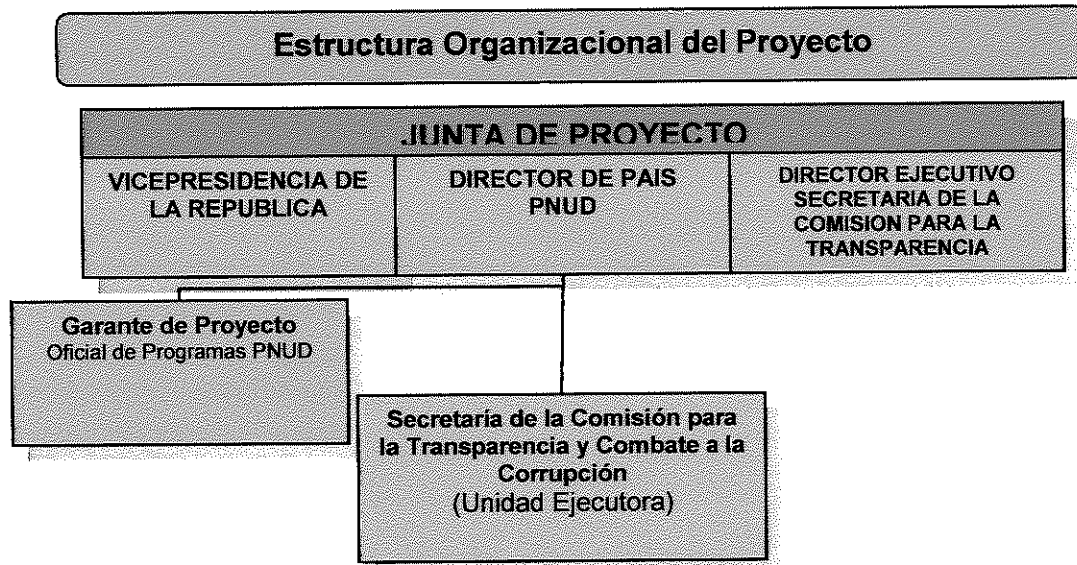 Estructura Organizacional del Proyecto
JUNTA DE PROYECTO
VICEPRESIDENCIA DE
LA REPUBLICA
DIRECTOR DE PAIS
PNUD
DIRECTOR EJECUTIVO
SECRETARIA DE LA
COMISION PARA LA
TRANSPARENCIA
Garante de Proyecto
Oficial de Programas PNUD
Secretaría de la Comisión para
la Transparencia y Combate a la
Corrupción
(Unidad Ejecutora)